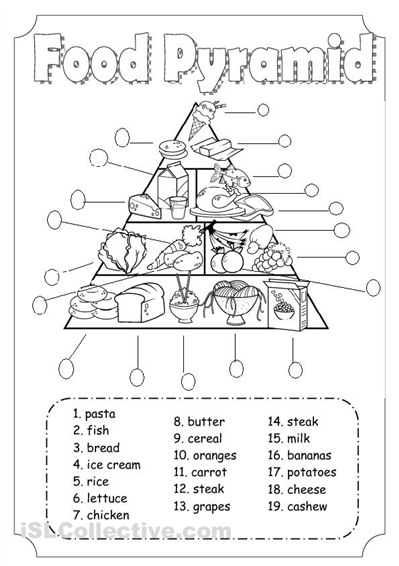 Food Pyramid
1. pasta
2. fish
3. bread
4. ice cream
5. rice
6. lettuce
7. chicken
8. butter
9. cereal
10. oranges
11. carrot
12. steak
13. grapes
14. steak
15. milk
16. bananas
17. potatoes
18. cheese
19. cashew
iSLCollective.com